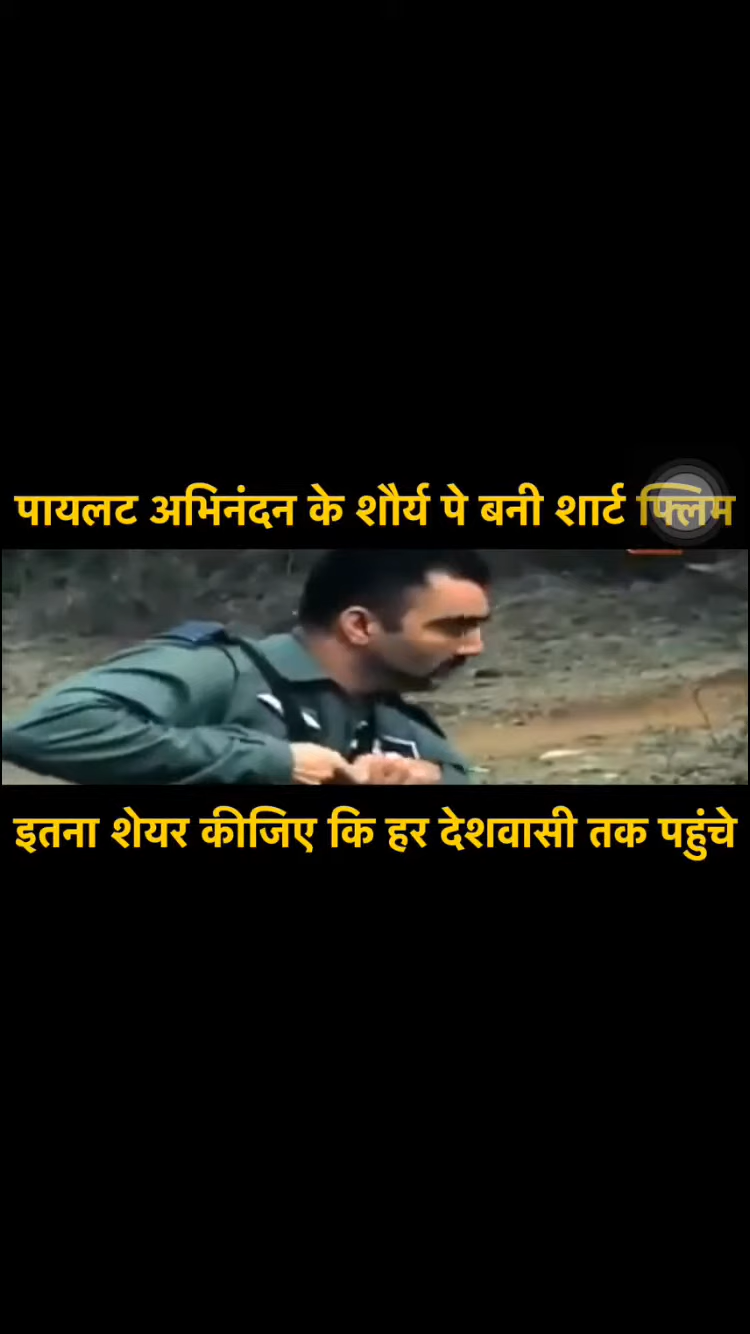 पायलट अभिनंदन के शौर्य पे बनी शार्ट फ्लिम
इतना शेयर कीजिए कि हर देशवासी तक पहुंचे